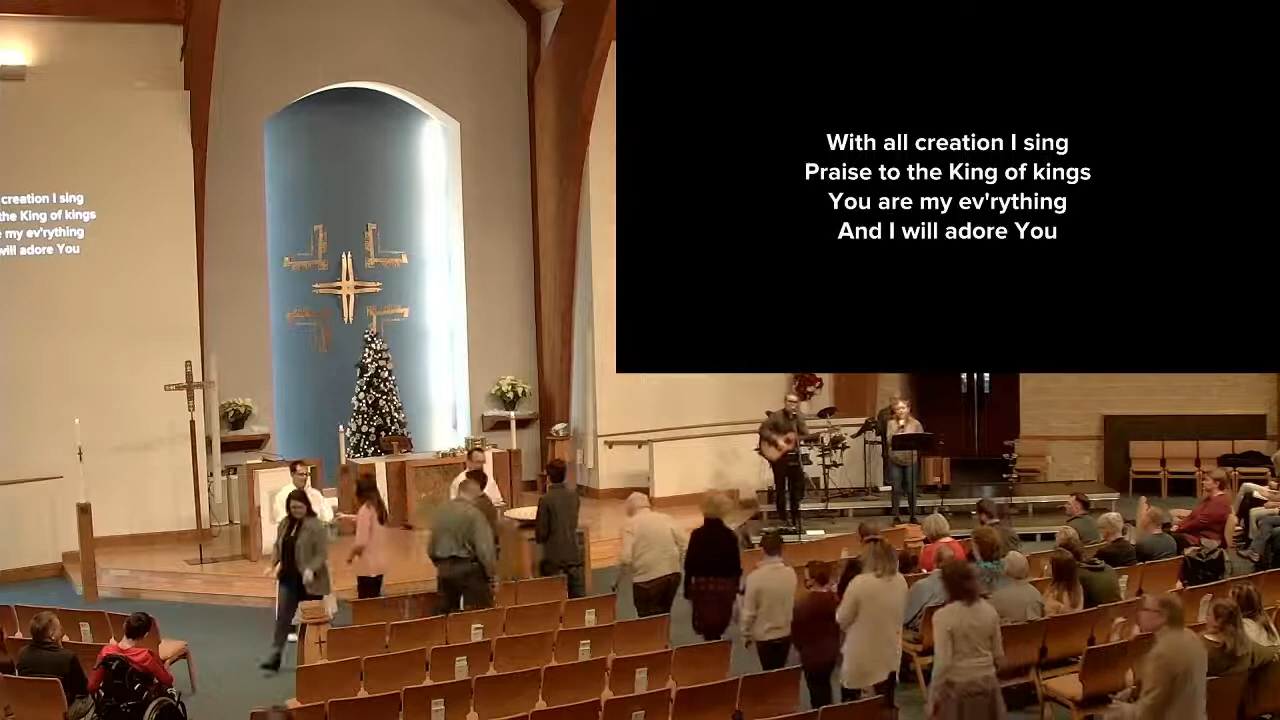 With all creation I sing
Praise to the King of kings
You are my ev'rything
And I will adore You
creation I sing
the King of kings
my ev'rything
will adore You